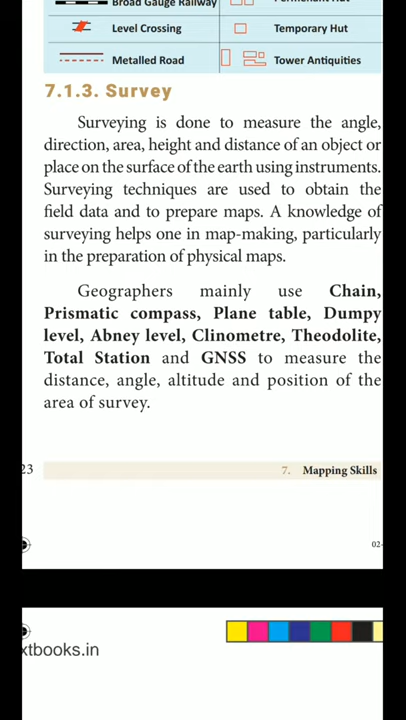 Broad Gauge Railway
Permenant Hut
Level Crossing
Temporary Hut
Metalled Road
Tower Antiquities
7.1.3. Survey
Surveying is done to measure the angle,
direction, area, height and distance of an object or
place on the surface of the earth using instruments.
Surveying techniques are used to obtain the
field data and to prepare maps. A knowledge of
surveying helps one in map-making, particularly
in the preparation of physical maps.
Geographers mainly use Chain,
Prismatic compass, Plane table, Dumpy
level, Abney level, Clinometre, Theodolite,
Total Station and GNSS to measure the
distance, angle, altitude and position of the
area of survey.
23
7. Mapping Skills
02-
xtbooks.in